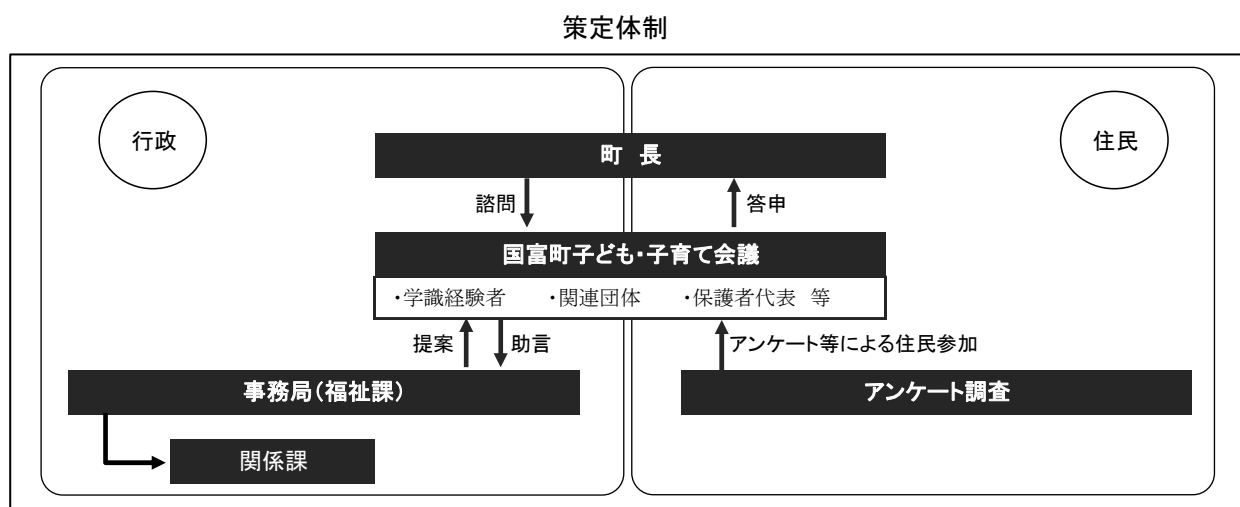 策定体制
行政
住民
町 長
諮問
答申
国富町子ども・子育て会議
・学識経験者 ・関連団体 ・保護者代表 等
提案
助言
アンケート等による住民参加
事務局(福祉課)
アンケート調査
関係課